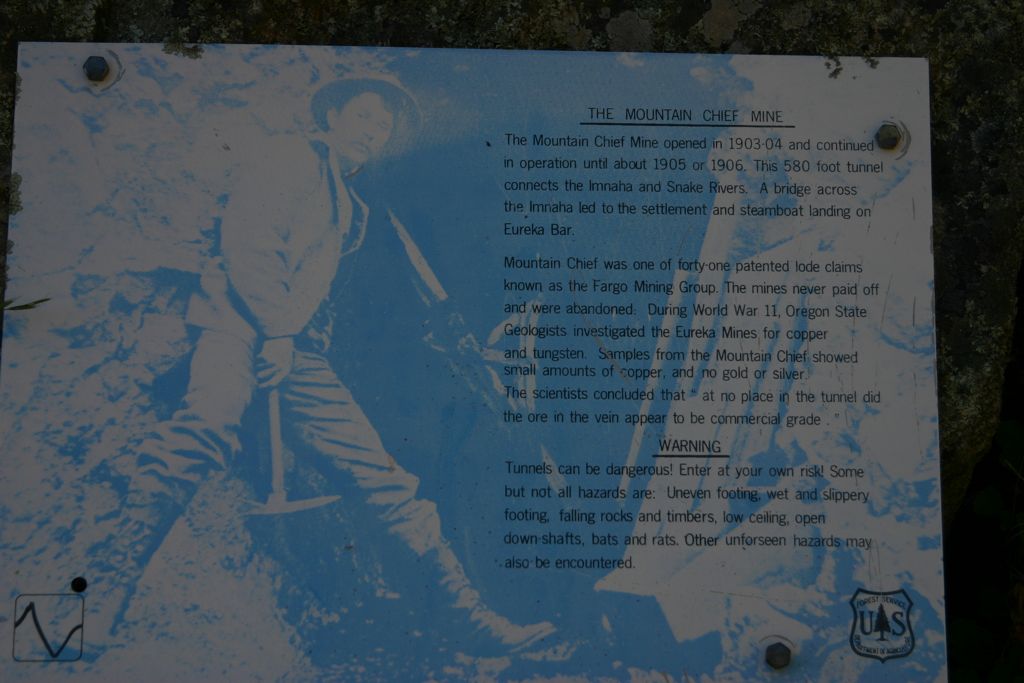 THE MOUNTAIN CHIEF MINE
The Mountain Chief Mine opened in 1903-04 and continued
in operation until about 1905 or 1906. This 580 foot tunnel
connects the Imnaha and Snake Rivers. A bridge across
the Imnaha led to the settlement and steamboat landing on
Eureka Bar.
Mountain Chief was one of forty-one patented lode claims
known as the Fargo Mining Group. The mines never paid off
and were abandoned. During World War 11, Oregon State
Geologists investigated the Eureka Mines for copper
and tungsten. Samples from the Mountain Chief showed
small amounts of copper, and no gold or silver.
The scientists concluded that " at no place in the tunnel did
the ore in the vein appear to be commercial grade . "
WARNING
Tunnels can be dangerous! Enter at your own risk! Some
but not all hazards are: Uneven footing, wet and slippery
footing, falling rocks and timbers, low ceiling, open
down-shafts, bats and rats. Other unforseen hazards may
also be encountered.
FOREST SERVICE
U S
DEPARTMENT OF AGRICULTURE